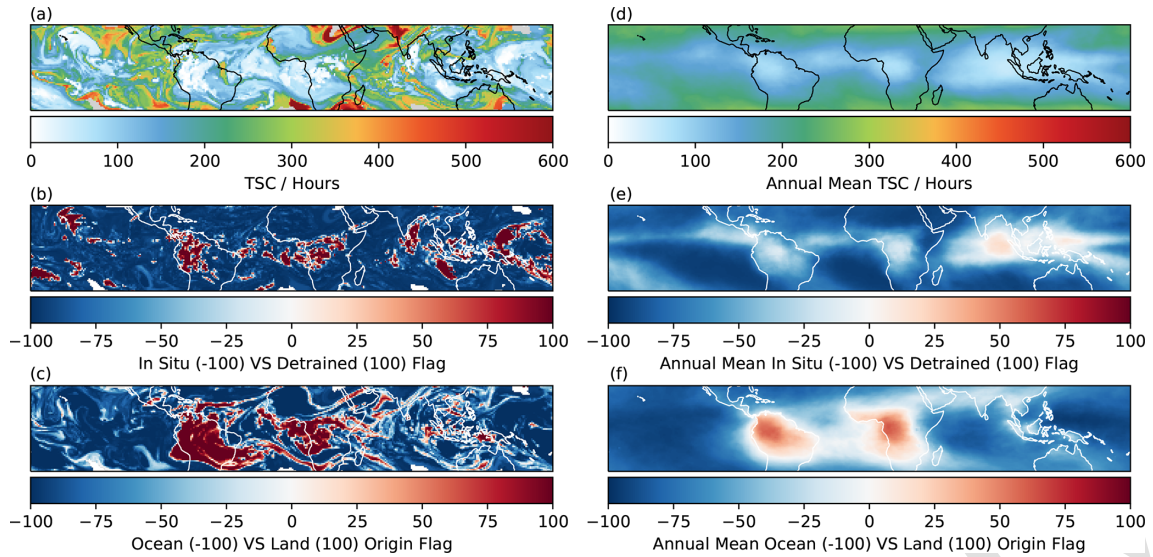 (a)
0 100 200 300 400 500 600
TSC / Hours
(b)
−100 −75 −50 −25 0 25 50 75 100
In Situ (-100) VS Detrained (100) Flag
(c)
−100 −75 −50 −25 0 25 50 75 100
Ocean (-100) VS Land (100) Origin Flag
(d)
0 100 200 300 400 500 600
Annual Mean TSC / Hours
(e)
−100 −75 −50 −25 0 25 50 75 100
Annual Mean In Situ (-100) VS Detrained (100) Flag
(f)
−100 −75 −50 −25 0 25 50 75 100
Annual Mean Ocean (-100) VS Land (100) Origin Flag